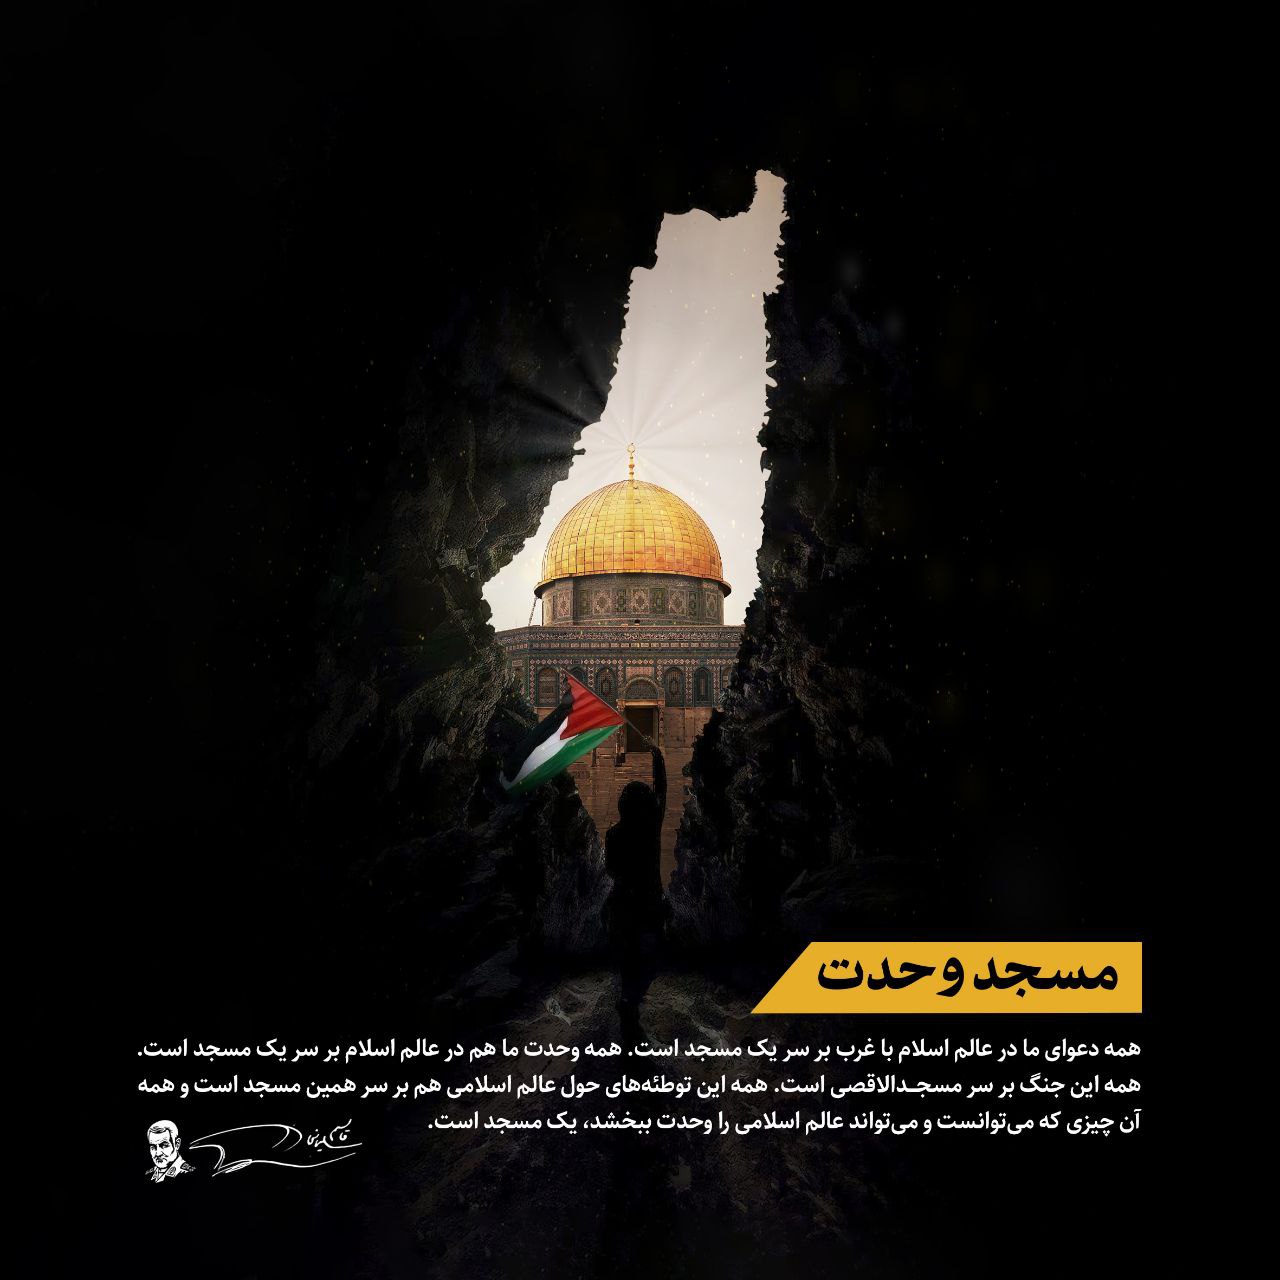 مسجد وحدت
همه دعوای ما در عالم اسلام با غرب بر سر یک مسجد است. همه وحدت ما هم در عالم اسلام بر سر یک مسجد است.
همه این جنگ بر سر مسجـدالاقصی است. همه این توطئه‌های حول عالم اسلامی هم بر سر همین مسجد است و همه
آن چیزی که می‌توانست و می‌تواند عالم اسلامی را وحدت ببخشد، یک مسجد است.